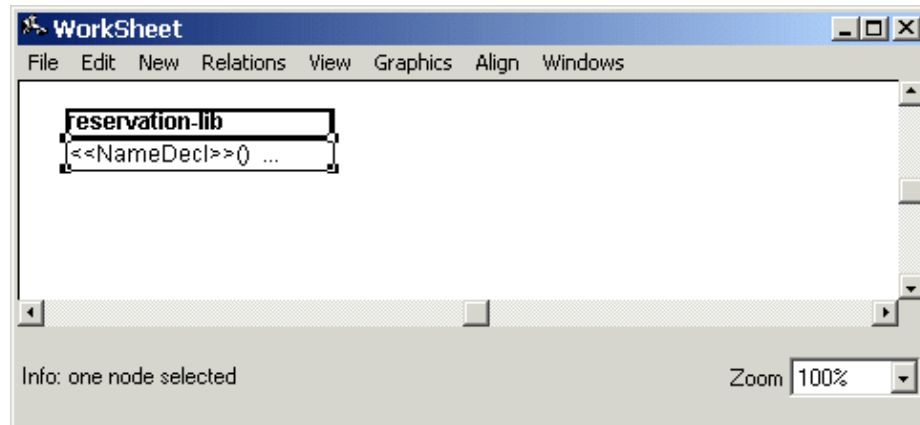 WorkSheet
File Edit New Relations View Graphics Align Windows
reservation-lib
<<NameDecl>>() ...
Info: one node selected
Zoom 100%